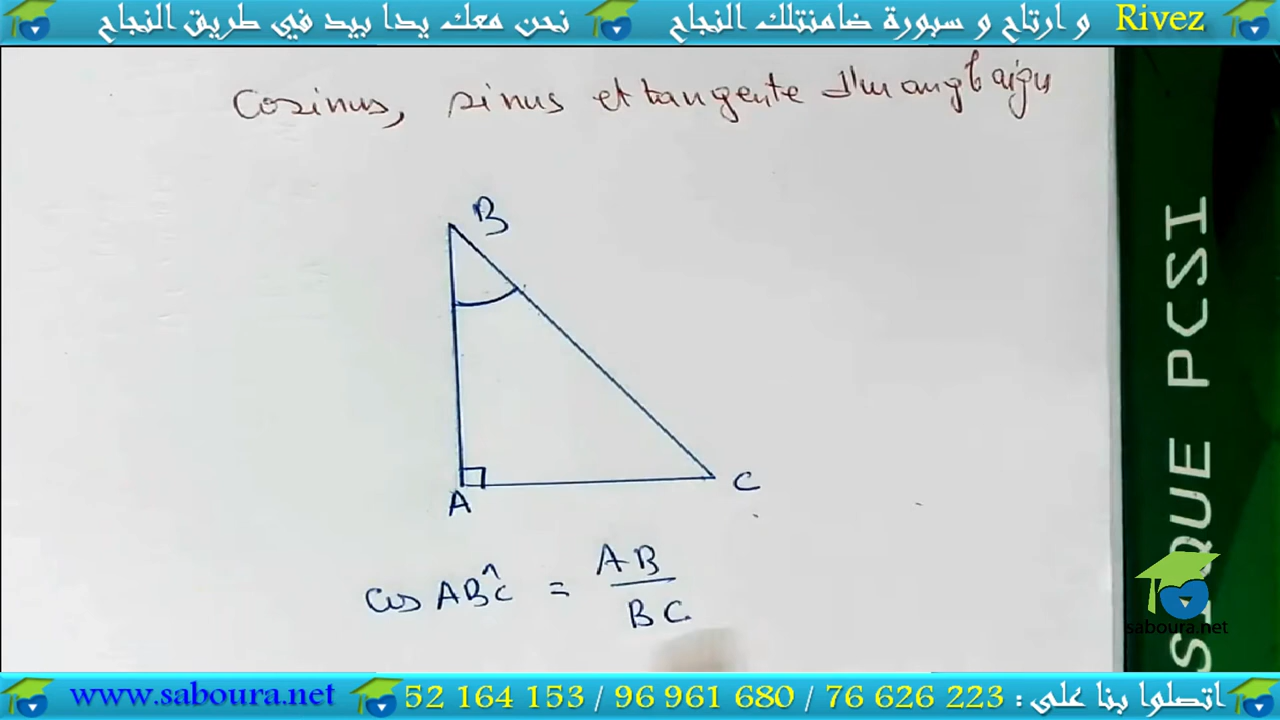 نحن معك يدا بيد في طريق النجاح
Rivez و ارتاح و سبورة ضامنتلك النجاح
Cosinus, sinus et tangente d'un angle aigu
B
A
C
cos ABĈ = AB / BC
SIQUE PCSI
saboura.net
www.saboura.net
اتصلوا بنا على : 52 164 153 / 96 961 680 / 76 626 223